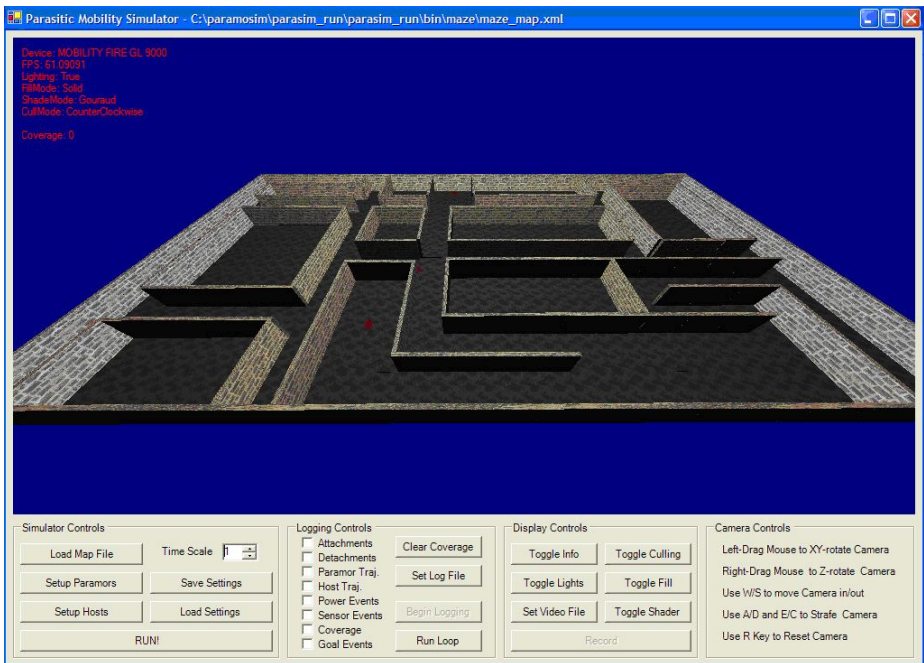 Parasitic Mobility Simulator - C:\paramosim\parasim_run\parasim_run\bin\maze\maze_map.xml
Device: MOBILITY FIRE GL 9000
FPS: 61.09091
Lighting: True
FillMode: Solid
ShadeMode: Gouraud
CullMode: CounterClockwise
Coverage: 0
Simulator Controls
Load Map File
Time Scale 1
Setup Paramors
Save Settings
Setup Hosts
Load Settings
RUN!
Logging Controls
Attachments
Detachments
Paramor Traj.
Host Traj.
Power Events
Sensor Events
Coverage
Goal Events
Clear Coverage
Set Log File
Begin Logging
Run Loop
Display Controls
Toggle Info
Toggle Culling
Toggle Lights
Toggle Fill
Set Video File
Toggle Shader
Record
Camera Controls
Left-Drag Mouse to XY-rotate Camera
Right-Drag Mouse to Z-rotate Camera
Use W/S to move Camera in/out
Use A/D and E/C to Strafe Camera
Use R Key to Reset Camera